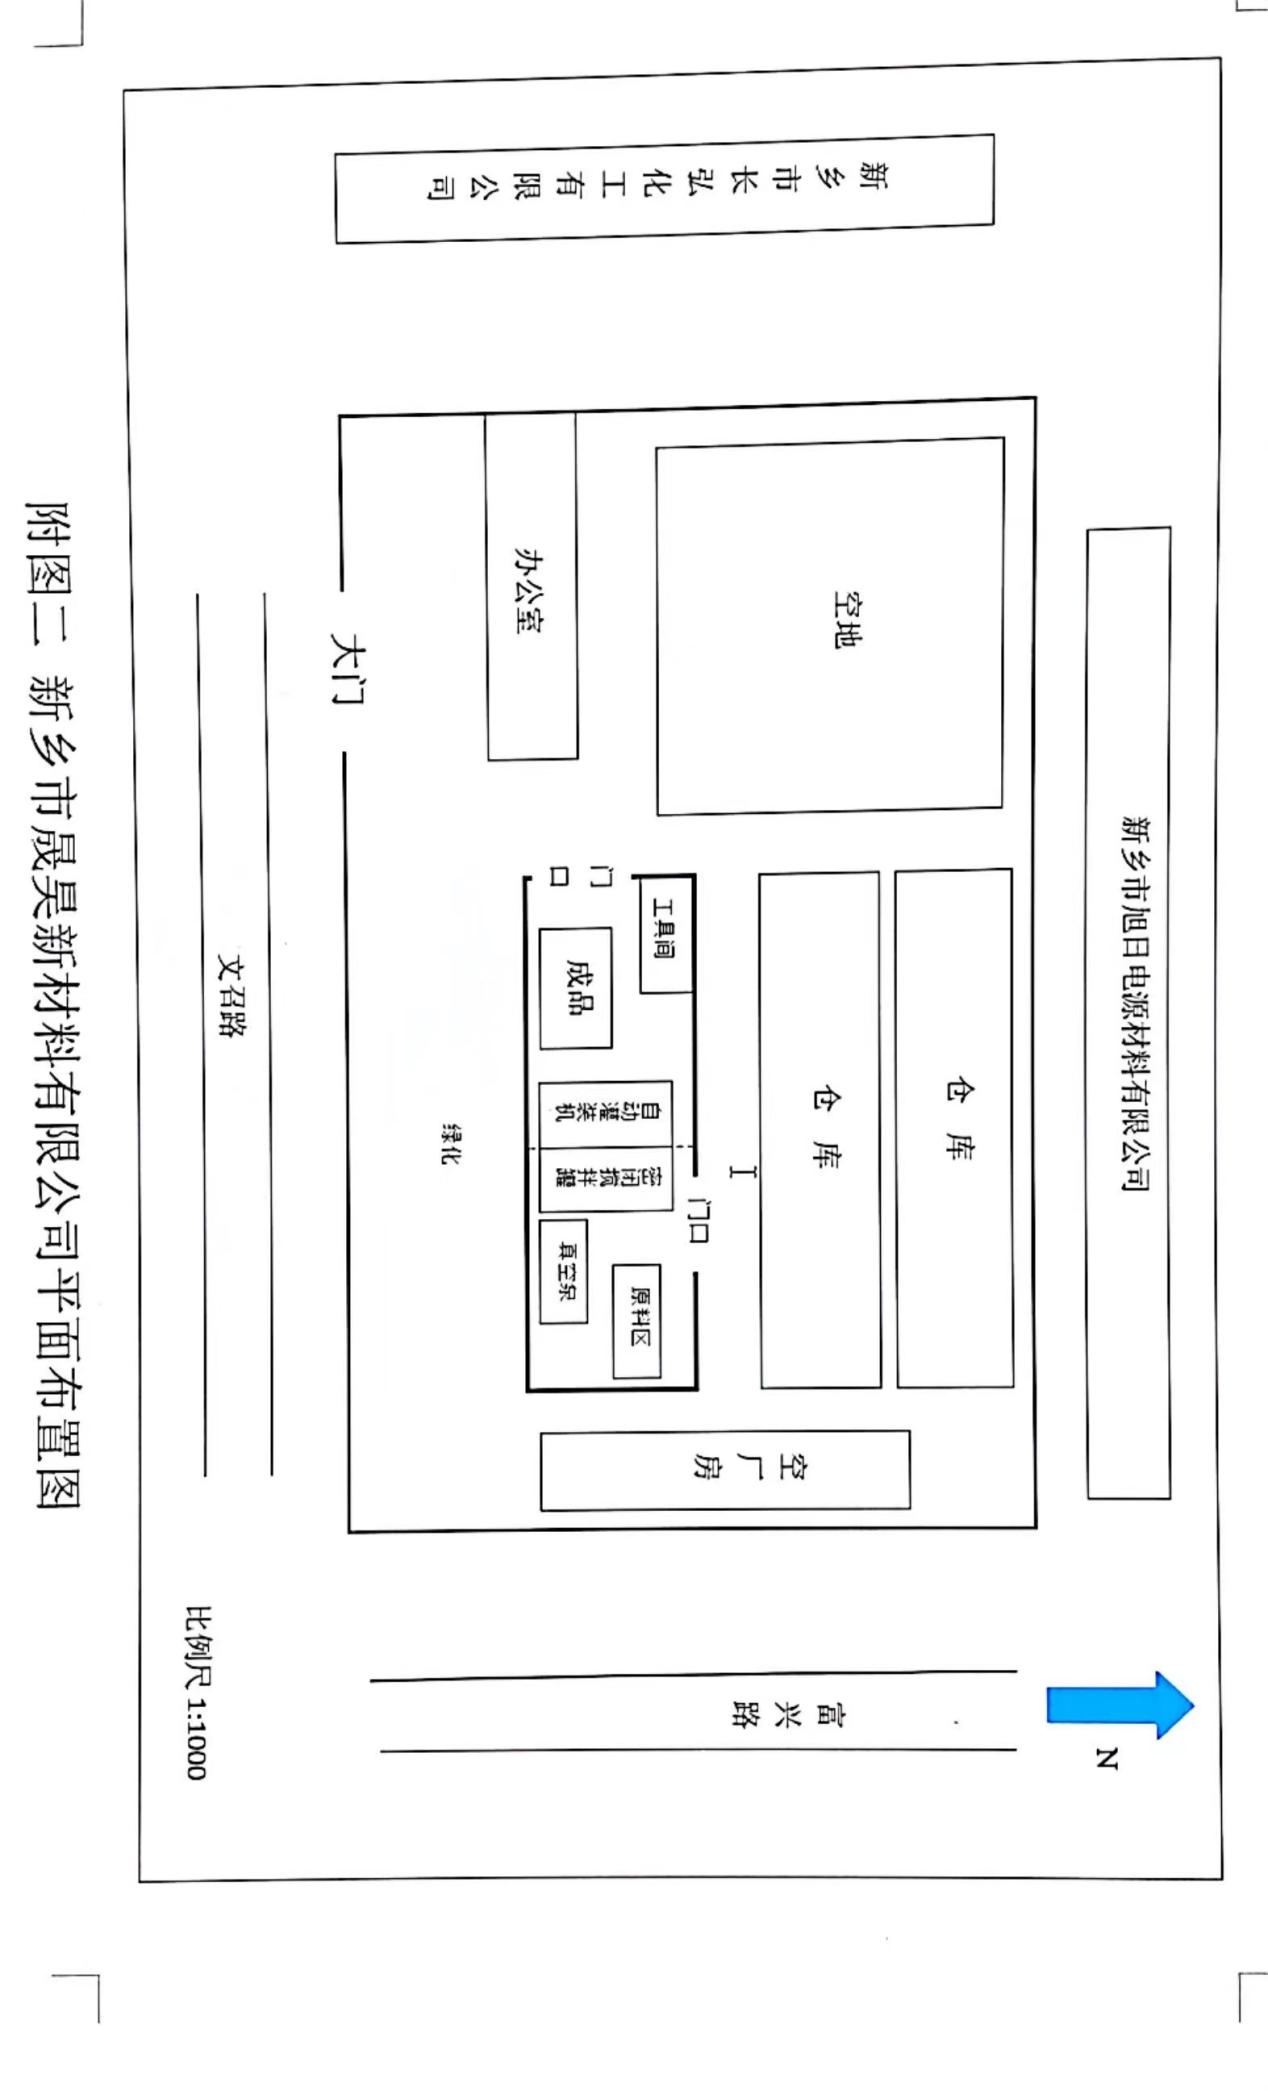 新乡市旭日电源材料有限公司
N
新乡市长弘化工有限公司
空地
仓 库
仓 库
空厂房
富兴路
工具间
门口
门口
成品
自动灌装机
密闭搅拌罐
原料区
真空泵
办公室
绿化
大门
文召路
比例尺 1:1000
附图二 新乡市晟昊新材料有限公司平面布置图